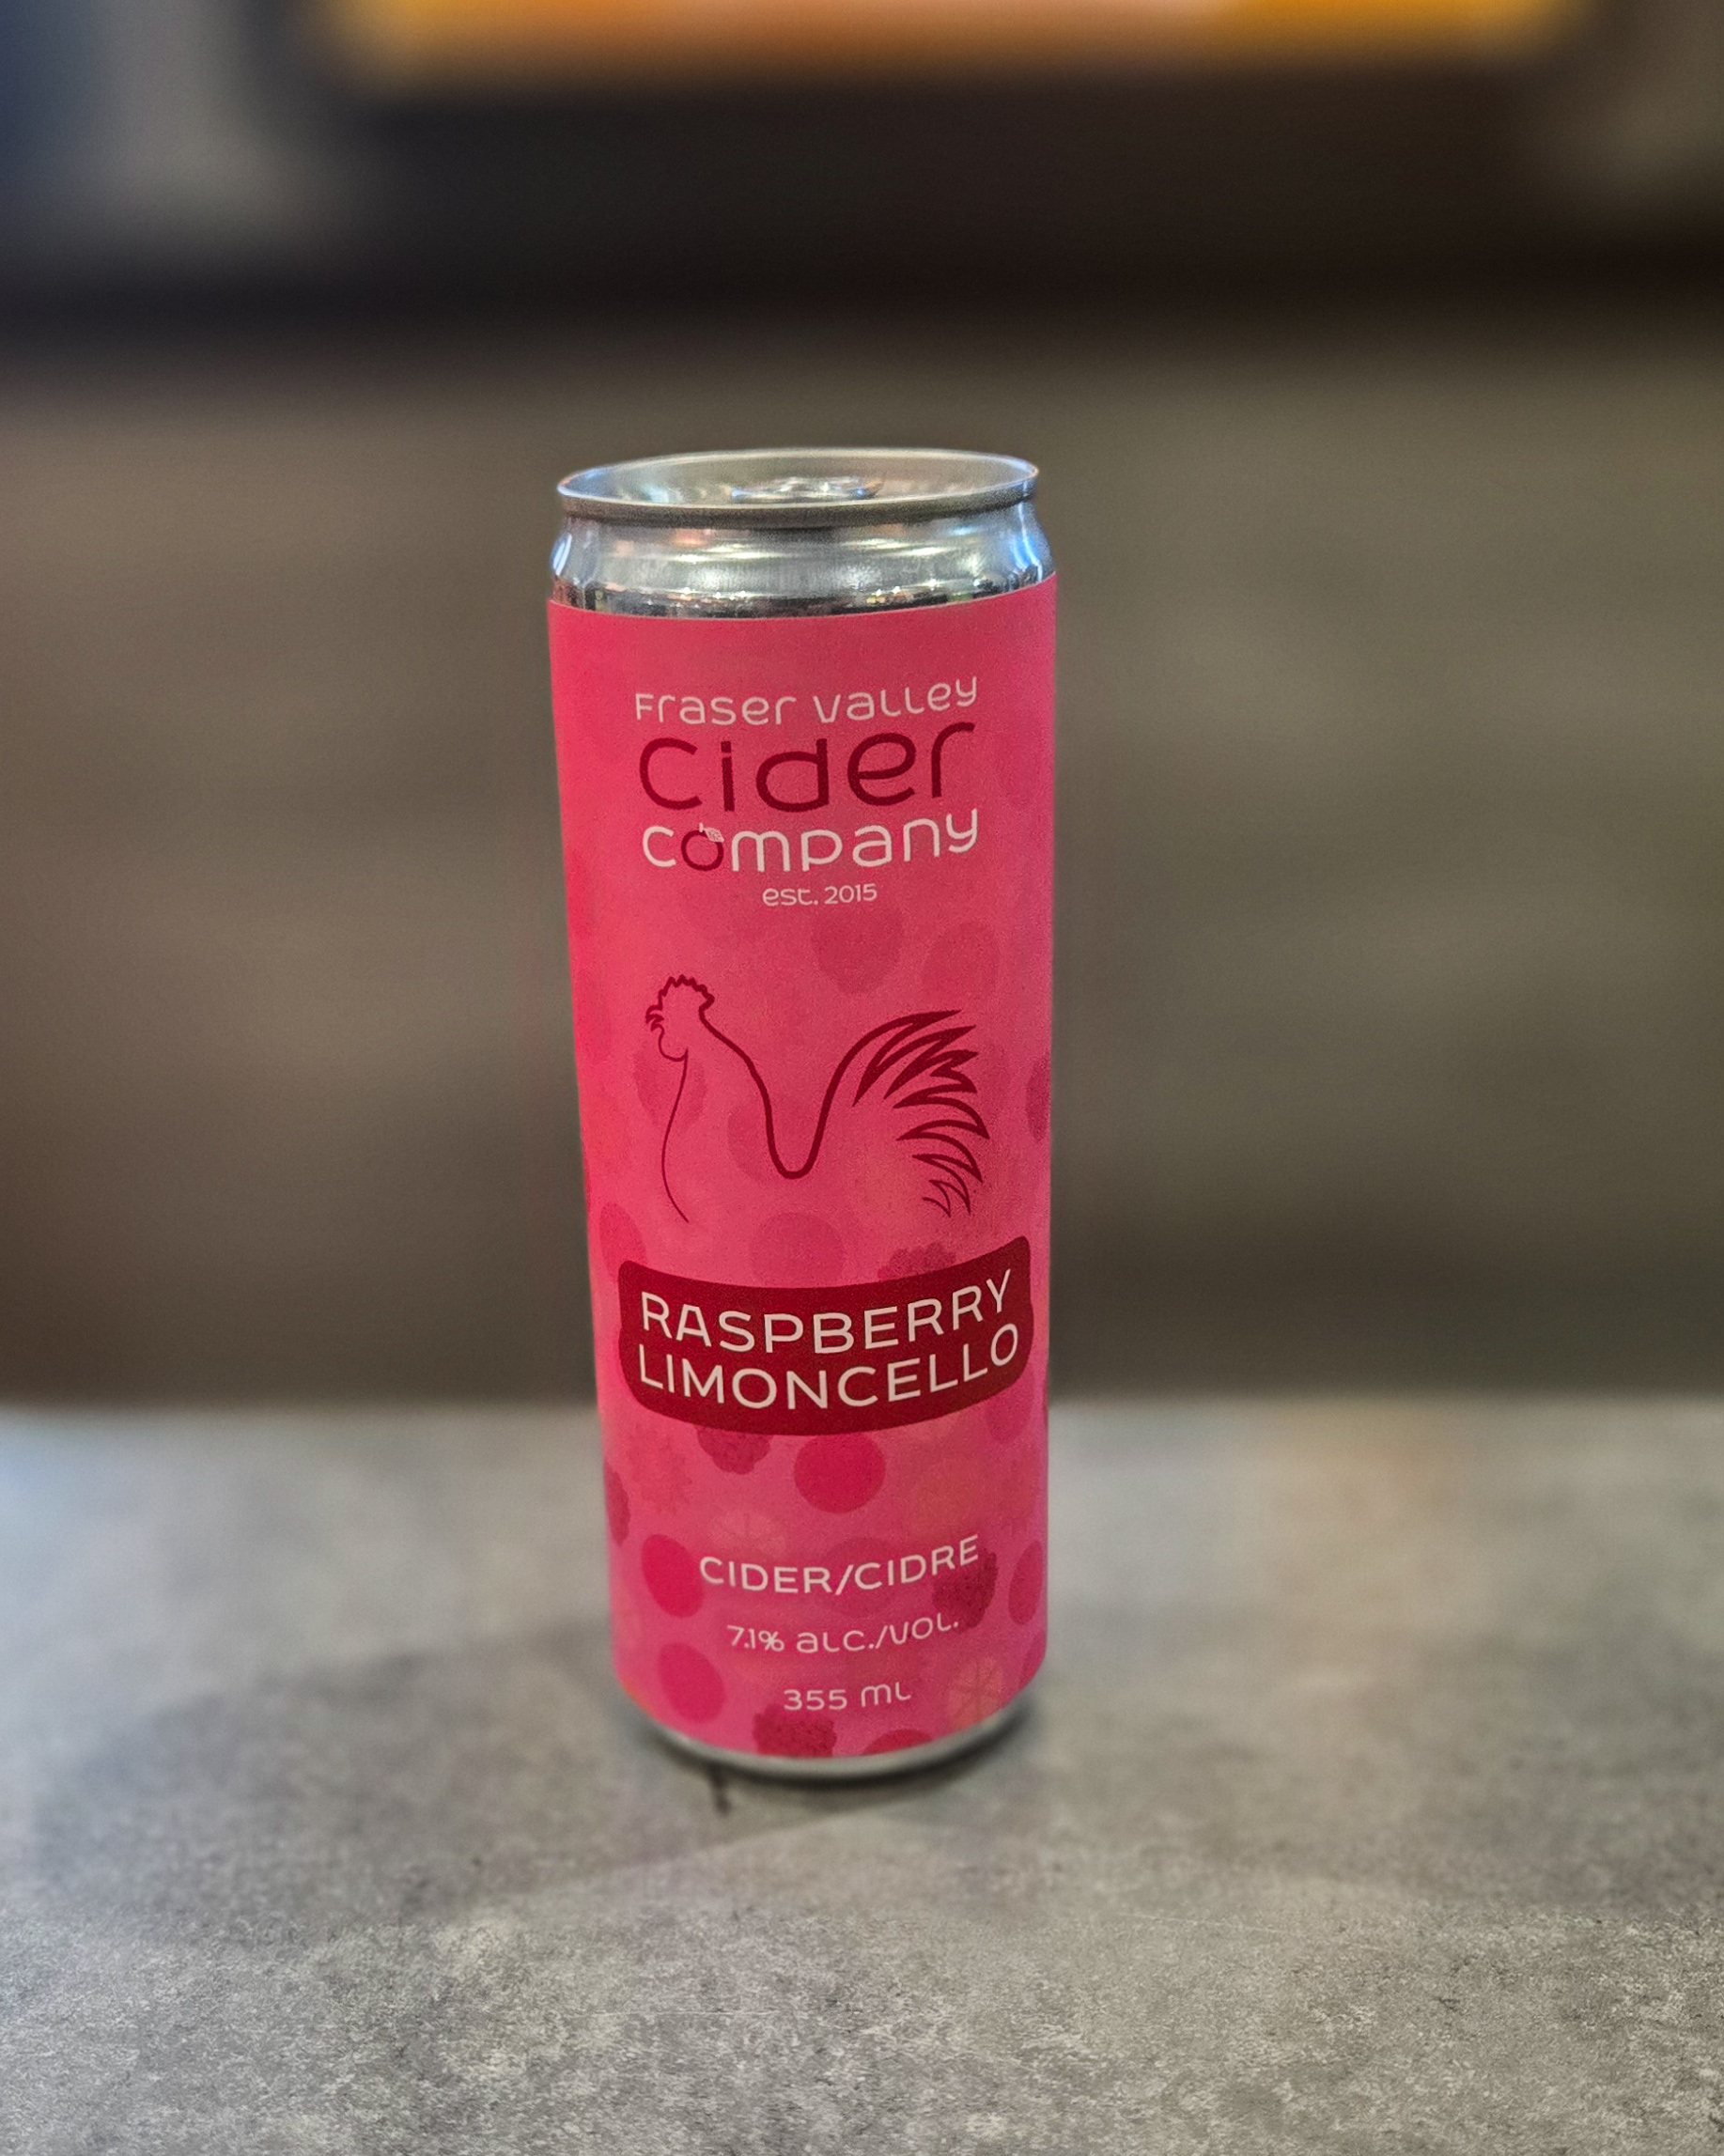 Fraser Valley
Cider
Company
est. 2015
RASPBERRY
LIMONCELLO
CIDER/CIDRE
7.1% alc./vol.
355 mL